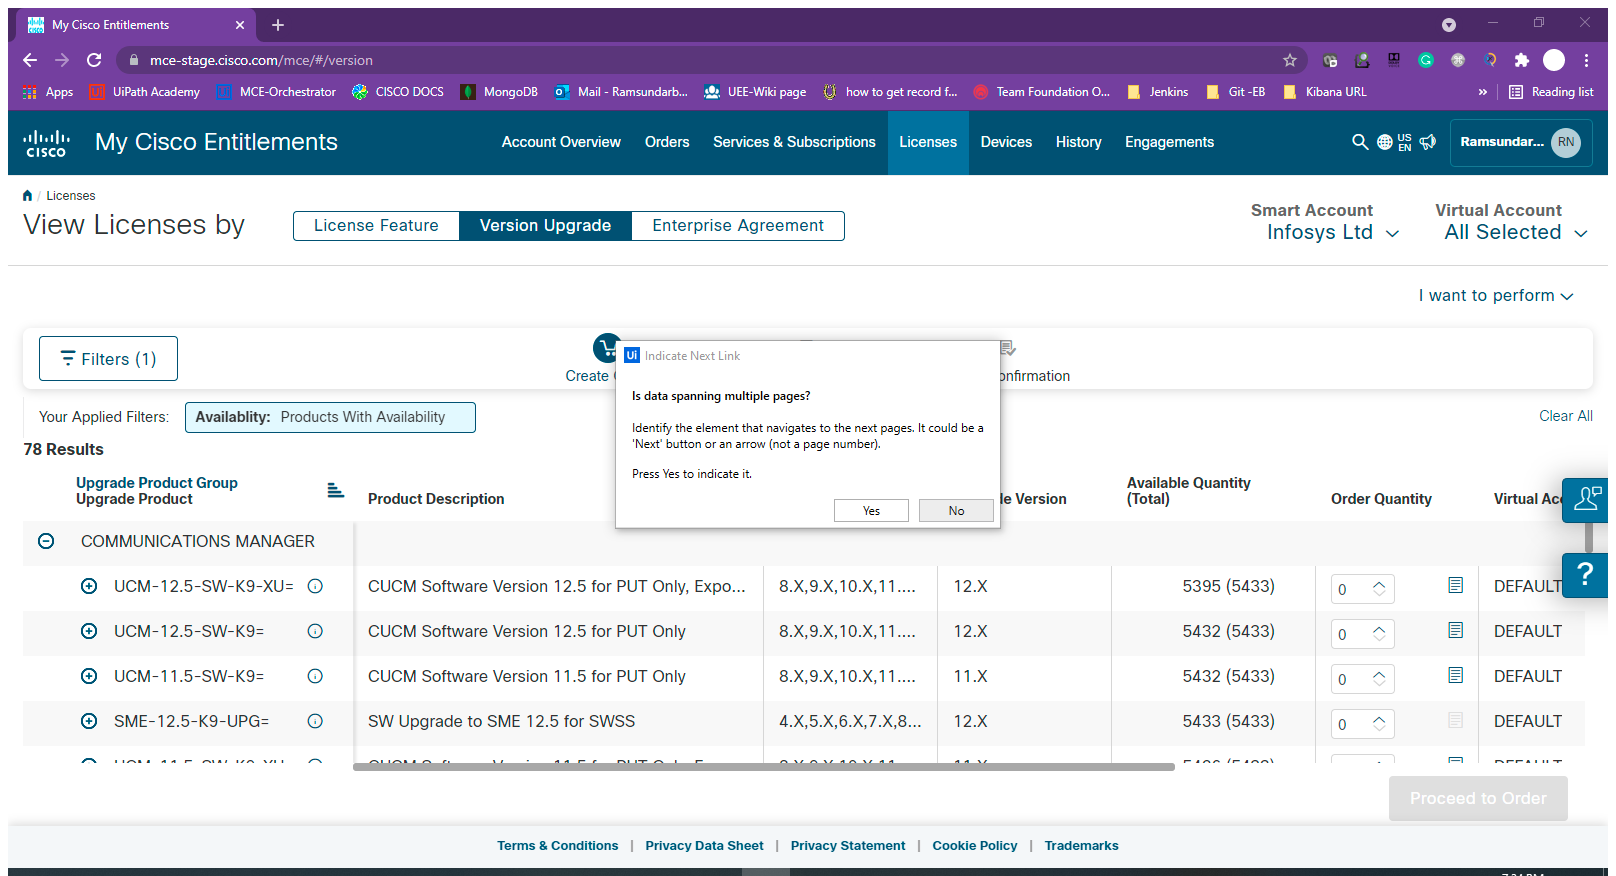 My Cisco Entitlements
mce-stage.cisco.com/mce/#/version
Apps UiPath Academy MCE-Orchestrator CISCO DOCS MongoDB Mail - Ramsundarb... UEE-Wiki page how to get record f... Team Foundation O... Jenkins Git -EB Kibana URL » Reading list
CISCO My Cisco Entitlements Account Overview Orders Services & Subscriptions Licenses Devices History Engagements US EN Ramsundar... RN
/ Licenses
View Licenses by License Feature Version Upgrade Enterprise Agreement
Smart Account
Infosys Ltd
Virtual Account
All Selected
I want to perform
Filters (1)
Create
onfirmation
Ui Indicate Next Link
Is data spanning multiple pages?
Identify the element that navigates to the next pages. It could be a
'Next' button or an arrow (not a page number).
Press Yes to indicate it.
Yes No
Your Applied Filters: Availablity: Products With Availability Clear All
78 Results
Upgrade Product Group
Upgrade Product
Product Description
le Version
Available Quantity
(Total)
Order Quantity
Virtual Acc
?
COMMUNICATIONS MANAGER
UCM-12.5-SW-K9-XU= CUCM Software Version 12.5 for PUT Only, Expo... 8.X,9.X,10.X,11.... 12.X 5395 (5433) 0 DEFAULT
UCM-12.5-SW-K9= CUCM Software Version 12.5 for PUT Only 8.X,9.X,10.X,11.... 12.X 5432 (5433) 0 DEFAULT
UCM-11.5-SW-K9= CUCM Software Version 11.5 for PUT Only 8.X,9.X,10.X,11.... 11.X 5432 (5433) 0 DEFAULT
SME-12.5-K9-UPG= SW Upgrade to SME 12.5 for SWSS 4.X,5.X,6.X,7.X,8... 12.X 5433 (5433) 0 DEFAULT
Proceed to Order
Terms & Conditions | Privacy Data Sheet | Privacy Statement | Cookie Policy | Trademarks